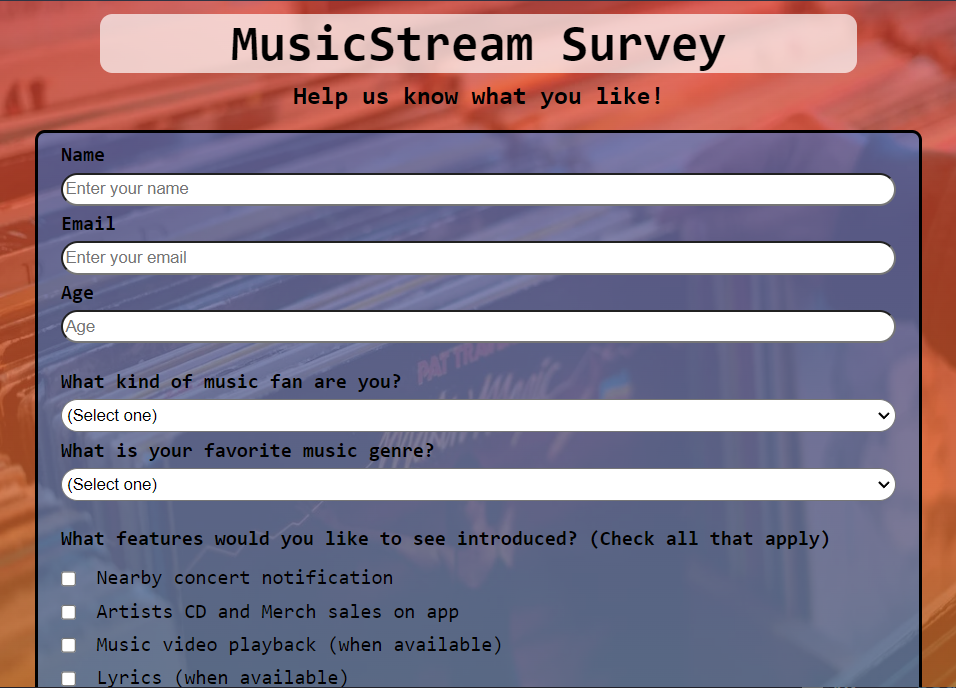 MusicStream Survey
Help us know what you like!
Name
Enter your name
Email
Enter your email
Age
Age
What kind of music fan are you?
(Select one)
What is your favorite music genre?
(Select one)
What features would you like to see introduced? (Check all that apply)
Nearby concert notification
Artists CD and Merch sales on app
Music video playback (when available)
Lyrics (when available)